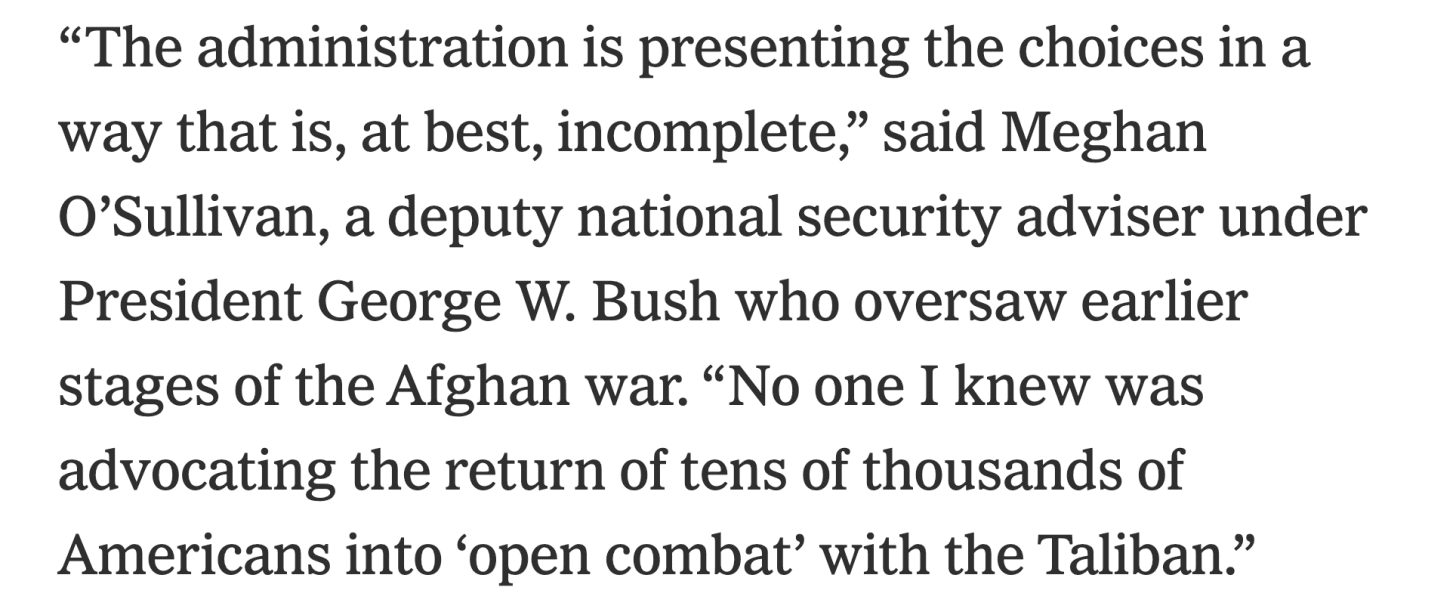 “The administration is presenting the choices in a
way that is, at best, incomplete,” said Meghan
O’Sullivan, a deputy national security adviser under
President George W. Bush who oversaw earlier
stages of the Afghan war. “No one I knew was
advocating the return of tens of thousands of
Americans into ‘open combat’ with the Taliban.”